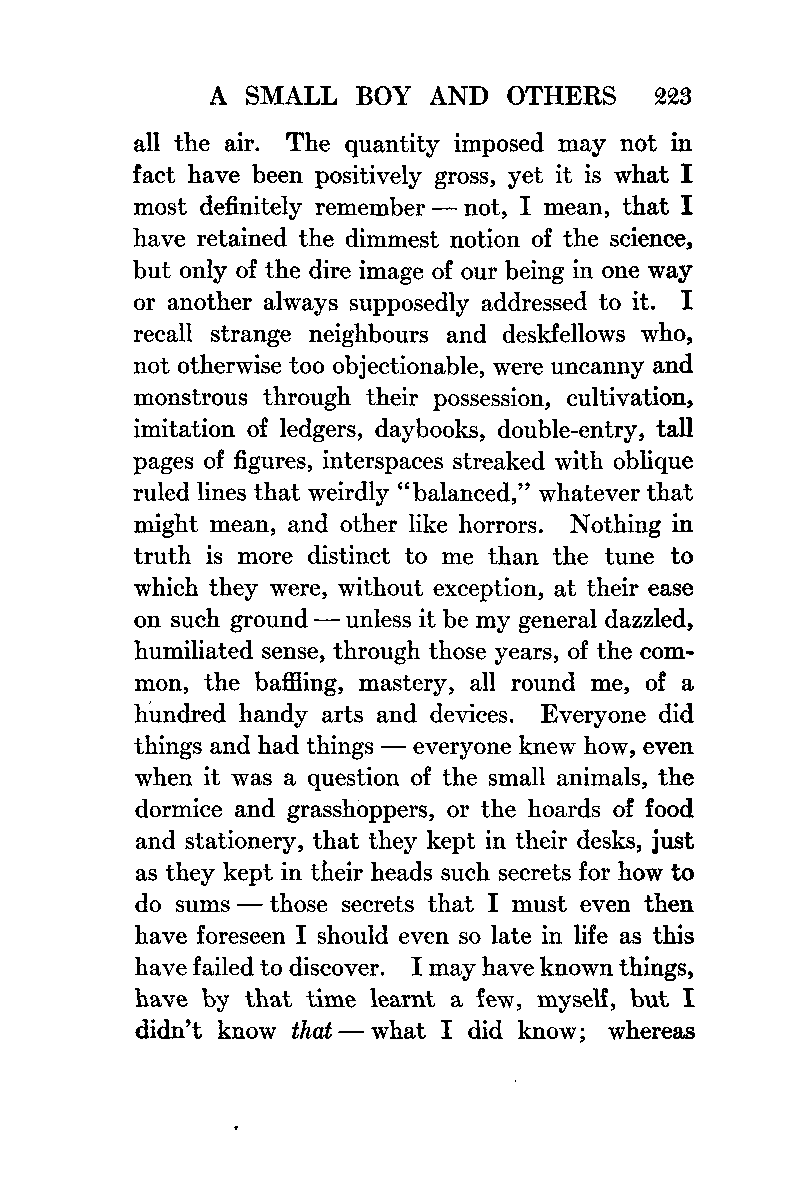 A SMALL BOY AND OTHERS 223
all the air. The quantity imposed may not in
fact have been positively gross, yet it is what I
most definitely remember — not, I mean, that I
have retained the dimmest notion of the science,
but only of the dire image of our being in one way
or another always supposedly addressed to it. I
recall strange neighbours and deskfellows who,
not otherwise too objectionable, were uncanny and
monstrous through their possession, cultivation,
imitation of ledgers, daybooks, double-entry, tall
pages of figures, interspaces streaked with oblique
ruled lines that weirdly “balanced,” whatever that
might mean, and other like horrors. Nothing in
truth is more distinct to me than the tune to
which they were, without exception, at their ease
on such ground — unless it be my general dazzled,
humiliated sense, through those years, of the com-
mon, the baffling, mastery, all round me, of a
hundred handy arts and devices. Everyone did
things and had things — everyone knew how, even
when it was a question of the small animals, the
dormice and grasshoppers, or the hoards of food
and stationery, that they kept in their desks, just
as they kept in their heads such secrets for how to
do sums — those secrets that I must even then
have foreseen I should even so late in life as this
have failed to discover. I may have known things,
have by that time learnt a few, myself, but I
didn’t know that — what I did know; whereas